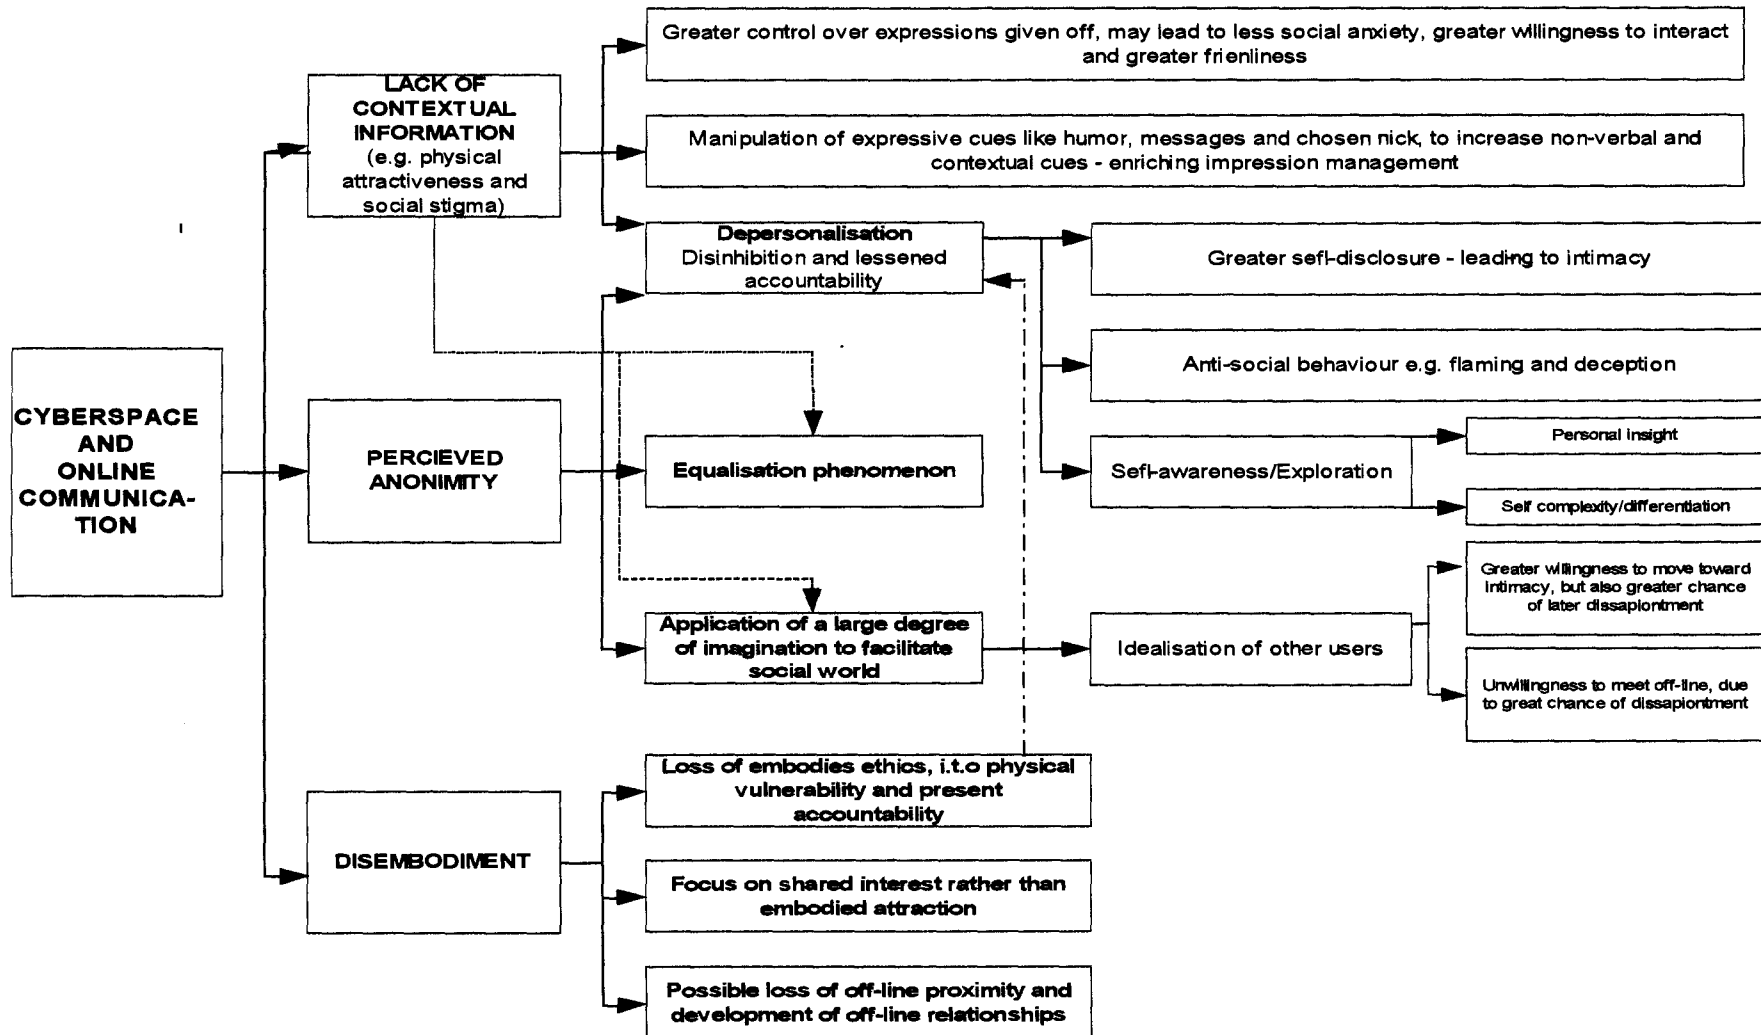 Greater control over expressions given off, may lead to less social anxiety, greater willingness to interact
and greater frienliness
LACK OF
CONTEXTUAL
INFORMATION
(e.g. physical
attractiveness and
social stigma)
Manipulation of expressive cues like humor, messages and chosen nick, to increase non-verbal and
contextual cues - enriching impression management
Depersonalisation
Disinhibition and lessened
accountability
Greater sefl-disclosure - leading to intimacy
Anti-social behaviour e.g. flaming and deception
CYBERSPACE
AND
ONLINE
COMMUNICA-
TION
PERCIEVED
ANONIMITY
Equalisation phenomenon
Sefl-awareness/Exploration
Personal insight
Self complexity/differentiation
Application of a large degree
of imagination to facilitate
social world
Idealisation of other users
Greater willingness to move toward
intimacy, but also greater chance
of later dissapiontment
Unwillingness to meet off-line, due
to great chance of dissapiontment
DISEMBODIMENT
Loss of embodies ethics, i.t.o physical
vulnerability and present
accountability
Focus on shared interest rather than
embodied attraction
Possible loss of off-line proximity and
development of off-line relationships